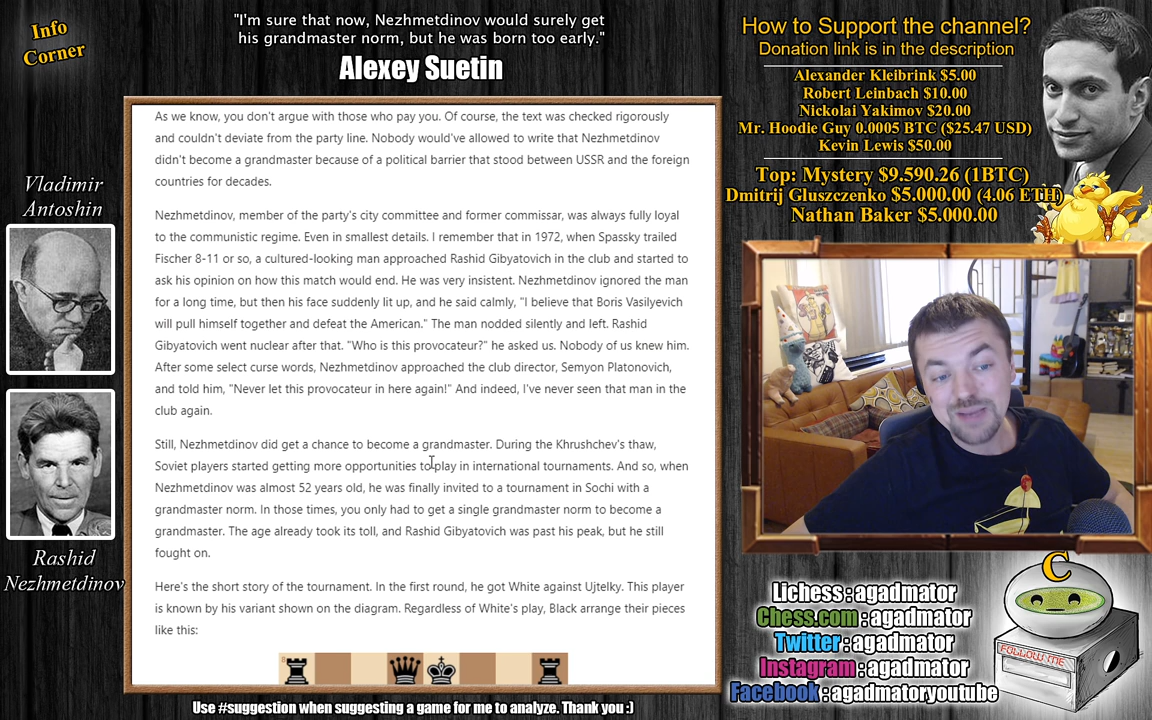 Info
Corner
"I'm sure that now, Nezhmetdinov would surely get
his grandmaster norm, but he was born too early."
Alexey Suetin
Vladimir
Antoshin
Rashid
Nezhmetdinov
As we know, you don't argue with those who pay you. Of course, the text was checked rigorously
and couldn't deviate from the party line. Nobody would've allowed to write that Nezhmetdinov
didn't become a grandmaster because of a political barrier that stood between USSR and the foreign
countries for decades.
Nezmetdinov, member of the party's city committee and former commissar, was always fully loyal
to the communistic regime. Even in smallest details. I remember that in 1972, when Spassky trailed
Fischer 8-11 or so, a cultured-looking man approached Rashid Gibyatovich in the club and started to
ask his opinion on how this match would end. He was very insistent. Nezhmetdinov ignored the man
for a long time, but then his face suddenly lit up, and he said calmly, "I believe that Boris Vasilyevich
will pull himself together and defeat the American." The man nodded silently and left. Rashid
Gibyatovich went nuclear after that. "Who is this provocateur?" he asked us. Nobody of us knew him.
After some select curse words, Nezhmetdinov approached the club director, Semyon Platonovich,
and told him, "Never let this provocateur in here again!" And indeed, I've never seen that man in the
club again.
Still, Nezhmetdinov did get a chance to become a grandmaster. During the Khrushchev's thaw,
Soviet players started getting more opportunities to play in international tournaments. And so, when
Nezhmetdinov was almost 52 years old, he was finally invited to a tournament in Sochi with a
grandmaster norm. In those times, you only had to get a single grandmaster norm to become a
grandmaster. The age already took its toll, and Rashid Gibyatovich was past his peak, but he still
fought on.
Here's the short story of the tournament. In the first round, he got White against Ujtelky. This player
is known by his variant shown on the diagram. Regardless of White's play, Black arrange their pieces
like this:
Use #suggestion when suggesting a game for me to analyze. Thank you :)
How to Support the channel?
Donation link is in the description
Alexander Kleibrink $5.00
Robert Leinbach $10.00
Nickolai Yakimov $20.00
Mr. Hoodie Guy 0.0005 BTC ($25.47 USD)
Kevin Lewis $50.00
Top: Mystery $9.590.26 (1BTC)
Dmitrij Gluszczenko $5.000.00 (4.06 ETH)
Nathan Baker $5.000.00
Lichess : agadmator
Chess.com : agadmator
Twitter : agadmator
Instagram : agadmator
Facebook : agadmatoryoutube
C
FOLLOW ME